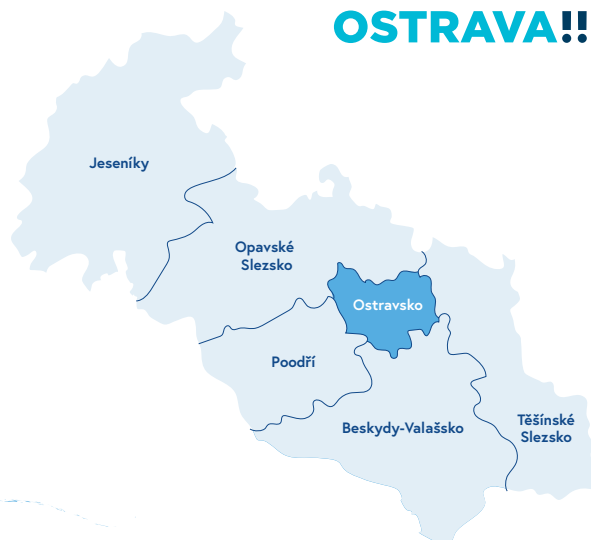 OSTRAVA!!!
Jeseníky
Opavské
Slezsko
Ostravsko
Poodří
Beskydy-Valašsko
Těšínské
Slezsko